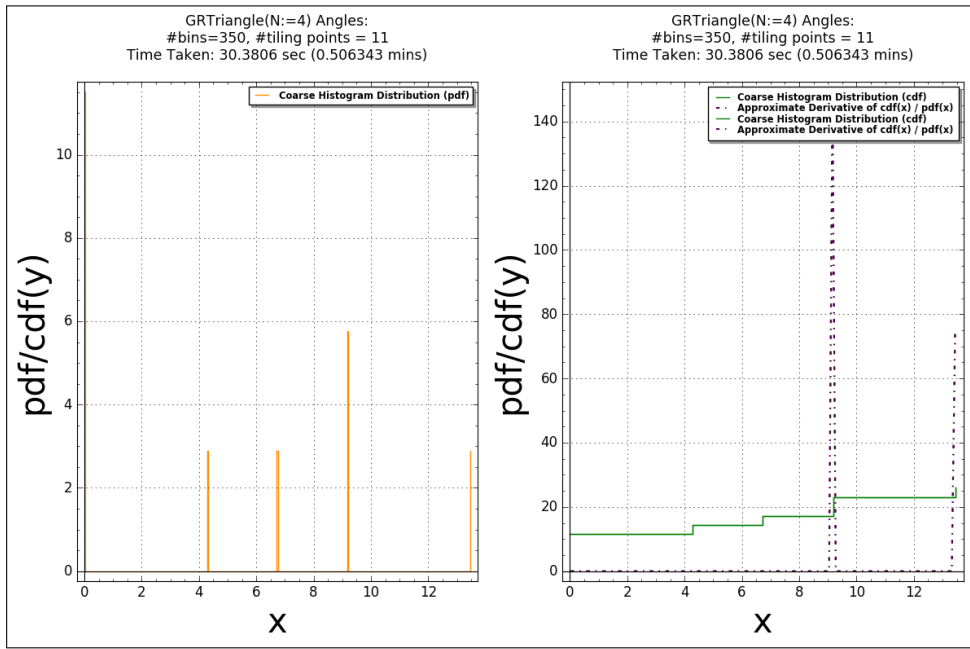 GRTriangle(N:=4) Angles:
#bins=350, #tiling points = 11
Time Taken: 30.3806 sec (0.506343 mins)
Coarse Histogram Distribution (pdf)
pdf/cdf(y)
10
8
6
4
2
0
0 2 4 6 8 10 12
x
GRTriangle(N:=4) Angles:
#bins=350, #tiling points = 11
Time Taken: 30.3806 sec (0.506343 mins)
Coarse Histogram Distribution (cdf)
Approximate Derivative of cdf(x) / pdf(x)
Coarse Histogram Distribution (cdf)
Approximate Derivative of cdf(x) / pdf(x)
pdf/cdf(y)
140
120
100
80
60
40
20
0
0 2 4 6 8 10 12
x